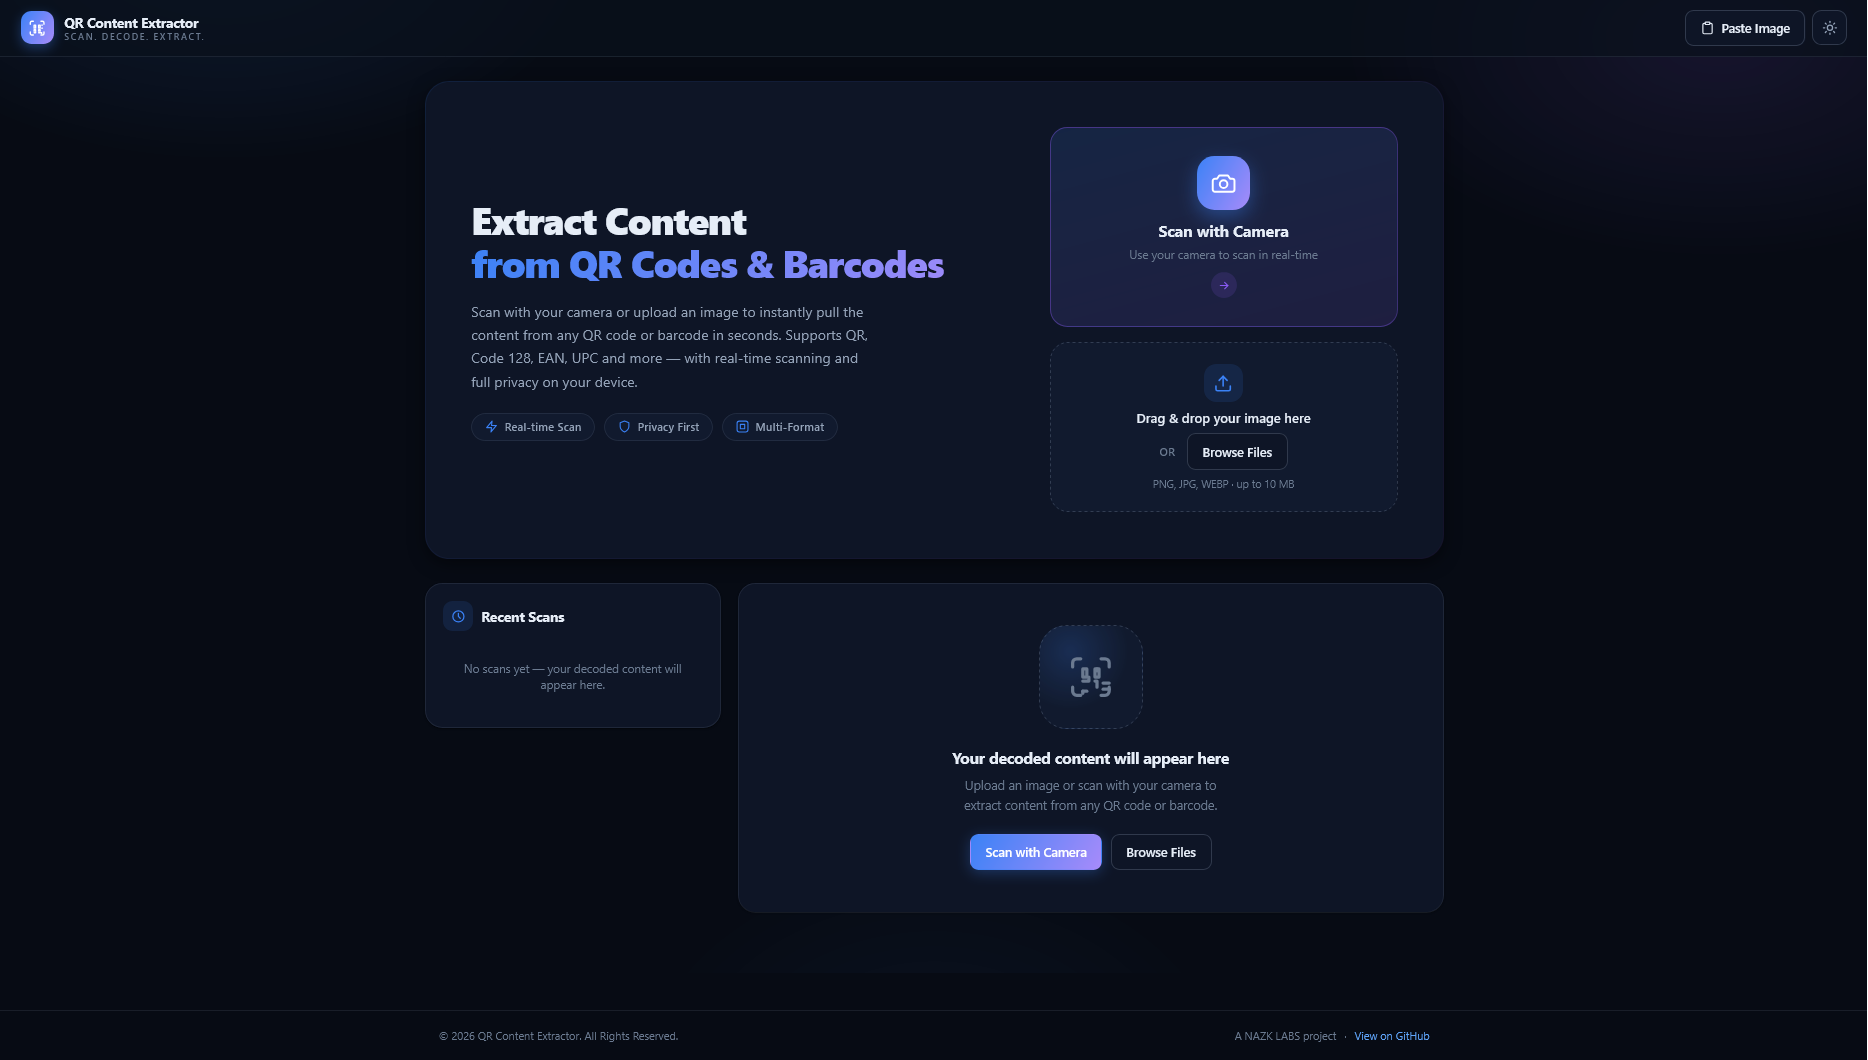 QR Content Extractor
SCAN. DECODE. EXTRACT.
Paste Image
Extract Content
from QR Codes & Barcodes
Scan with your camera or upload an image to instantly pull the
content from any QR code or barcode in seconds. Supports QR,
Code 128, EAN, UPC and more — with real-time scanning and
full privacy on your device.
Real-time Scan
Privacy First
Multi-Format
Scan with Camera
Use your camera to scan in real-time
Drag & drop your image here
OR
Browse Files
PNG, JPG, WEBP · up to 10 MB
Recent Scans
No scans yet — your decoded content will
appear here.
Your decoded content will appear here
Upload an image or scan with your camera to
extract content from any QR code or barcode.
Scan with Camera
Browse Files
© 2026 QR Content Extractor. All Rights Reserved.
A NAZK LABS project · View on GitHub